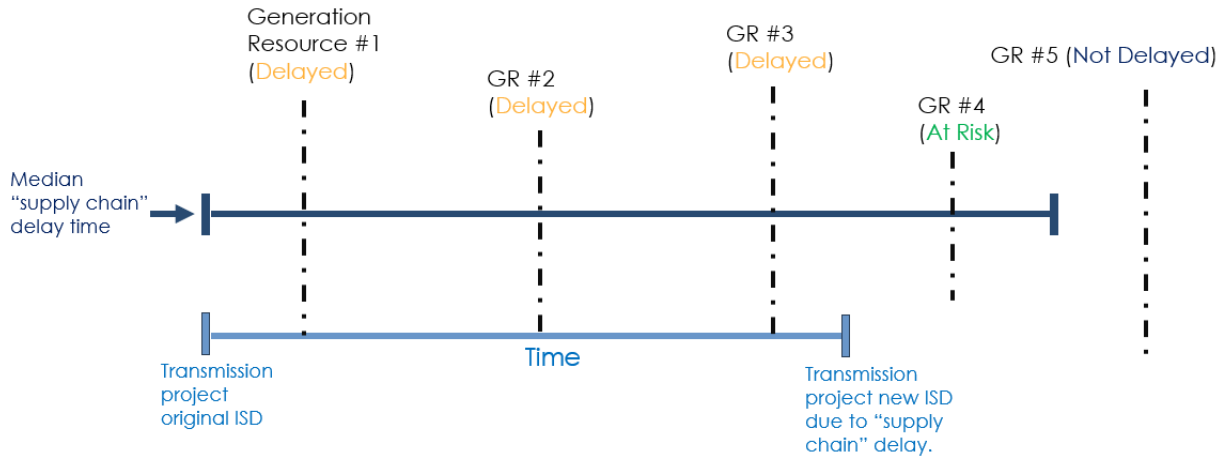 Generation
Resource #1
(Delayed)
GR #2
(Delayed)
GR #3
(Delayed)
GR #4
(At Risk)
GR #5 (Not Delayed)
Median
“supply chain”
delay time
Time
Transmission
project
original ISD
Transmission
project new ISD
due to “supply
chain” delay.